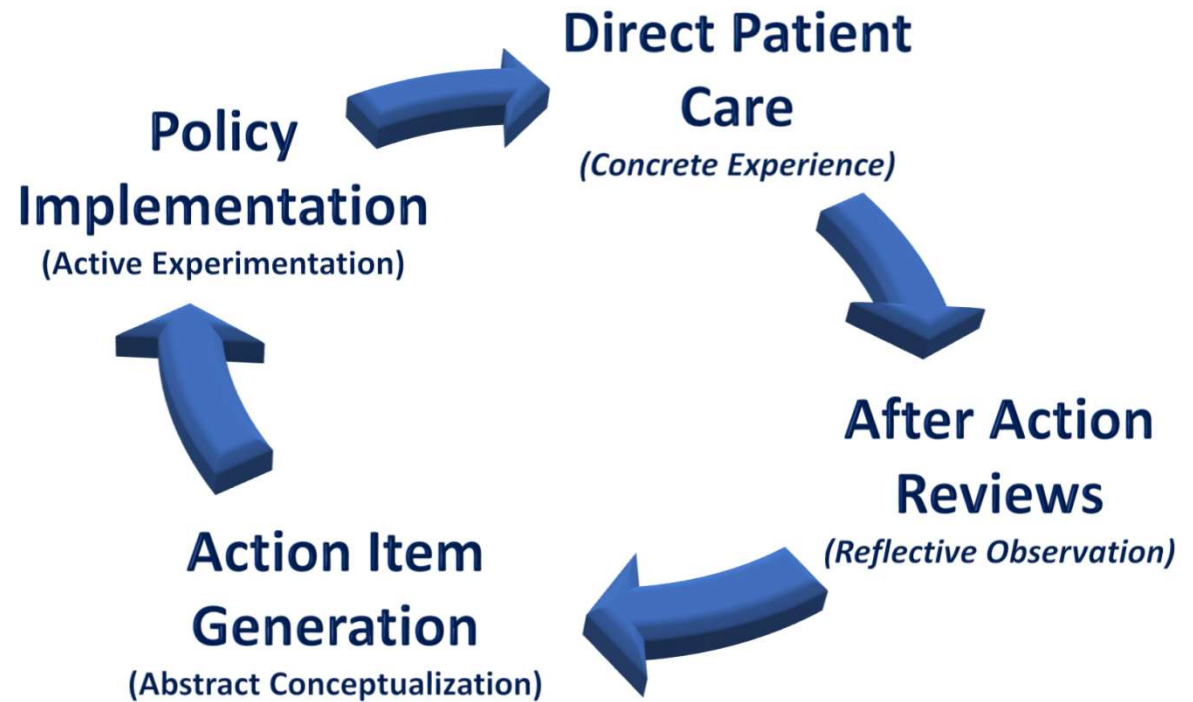 Direct Patient
Care
(Concrete Experience)
After Action
Reviews
(Reflective Observation)
Action Item
Generation
(Abstract Conceptualization)
Policy
Implementation
(Active Experimentation)